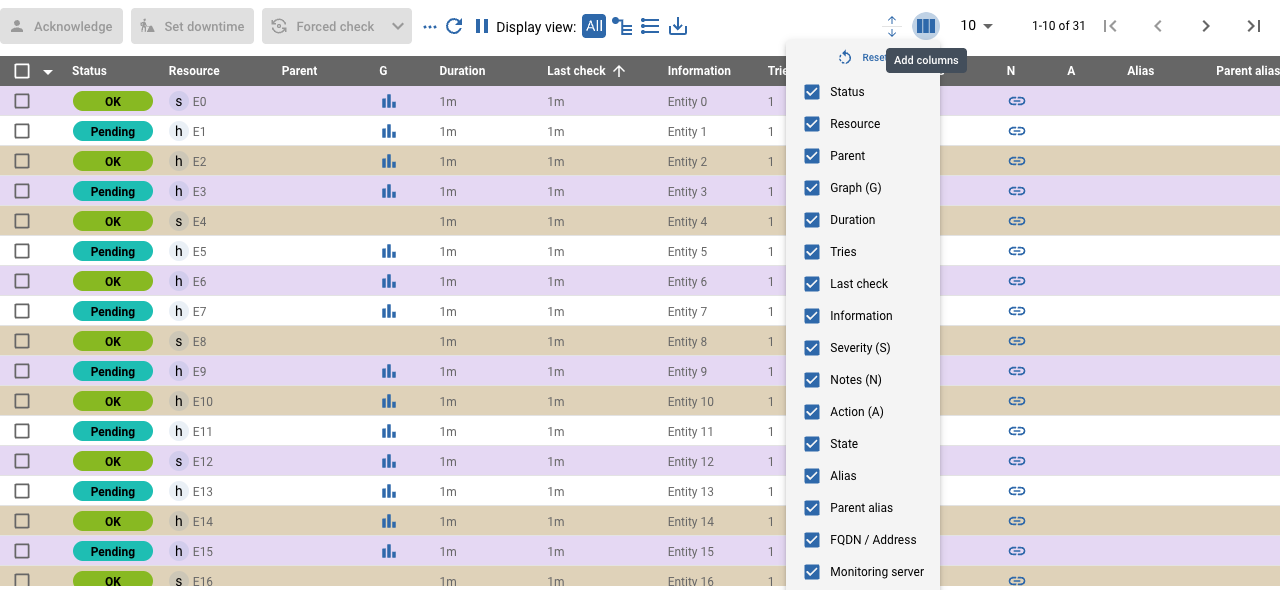 Acknowledge Set downtime Forced check ... Display view: All 10 1-10 of 31
Rese Add columns
Status Resource Parent G Duration Last check Information Trie N A Alias Parent alias
OK s E0 1m 1m Entity 0 1
Pending h E1 1m 1m Entity 1 1
OK h E2 1m 1m Entity 2 1
Pending h E3 1m 1m Entity 3 1
OK s E4 1m 1m Entity 4 1
Pending h E5 1m 1m Entity 5 1
OK h E6 1m 1m Entity 6 1
Pending h E7 1m 1m Entity 7 1
OK s E8 1m 1m Entity 8 1
Pending h E9 1m 1m Entity 9 1
OK h E10 1m 1m Entity 10 1
Pending h E11 1m 1m Entity 11 1
OK s E12 1m 1m Entity 12 1
Pending h E13 1m 1m Entity 13 1
OK h E14 1m 1m Entity 14 1
Pending h E15 1m 1m Entity 15 1
OK s E16 1m 1m Entity 16 1
Status
Resource
Parent
Graph (G)
Duration
Tries
Last check
Information
Severity (S)
Notes (N)
Action (A)
State
Alias
Parent alias
FQDN / Address
Monitoring server